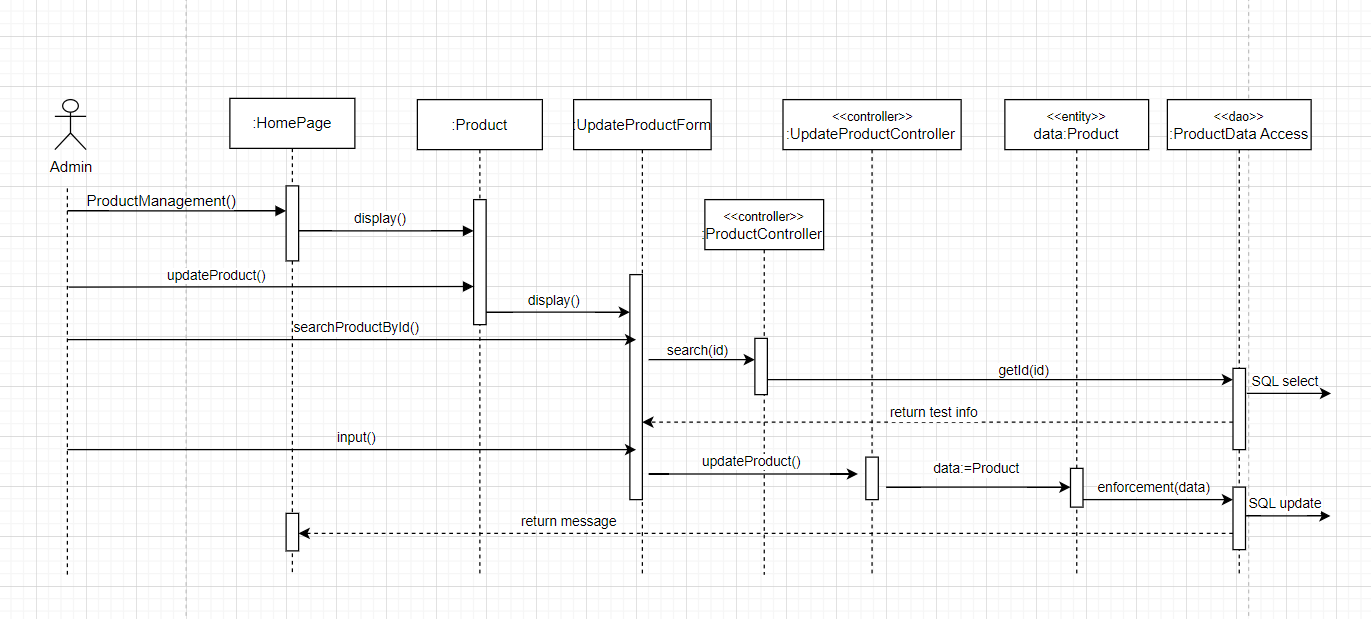 :HomePage
:Product
:UpdateProductForm
<<controller>>
:UpdateProductController
<<entity>>
data:Product
<<dao>>
:ProductData Access
Admin
ProductManagement()
display()
<<controller>>
:ProductController
updateProduct()
display()
searchProductById()
search(id)
getId(id)
SQL select
return test info
input()
updateProduct()
data:=Product
enforcement(data)
SQL update
return message